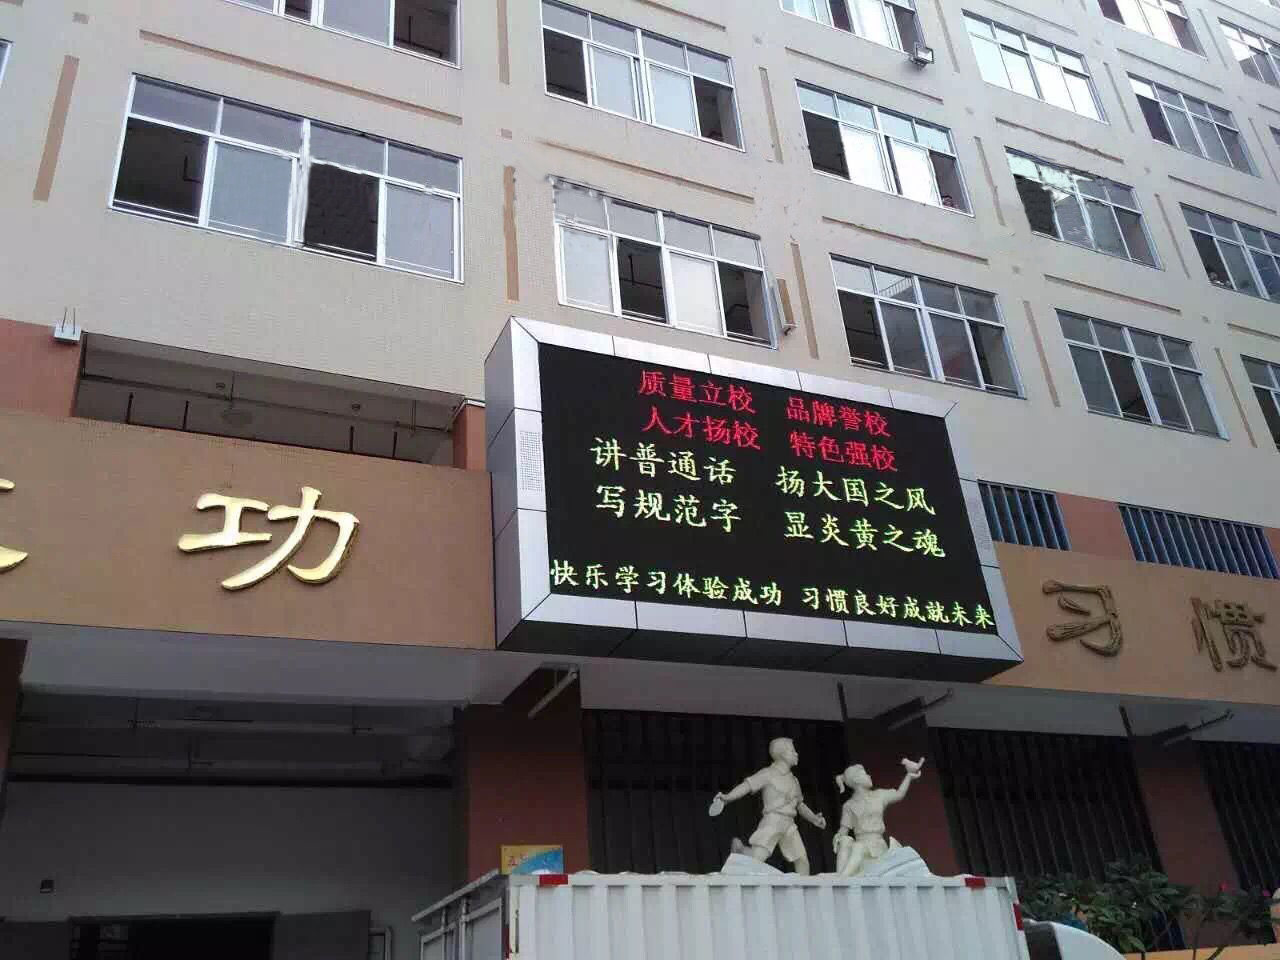 质量立校 品牌誉校
人才扬校 特色强校
讲普通话 扬大国之风
写规范字 显炎黄之魂
快乐学习体验成功 习惯良好成就未来
功
习惯